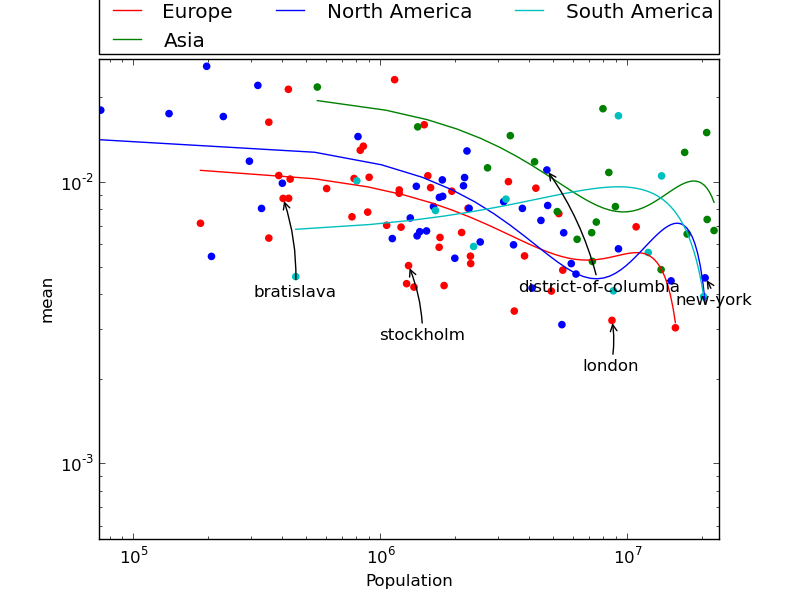 Europe North America South America
Asia
10⁻²
10⁻³
mean
bratislava
stockholm
district-of-columbia
new-york
london
10⁵ 10⁶ 10⁷
Population